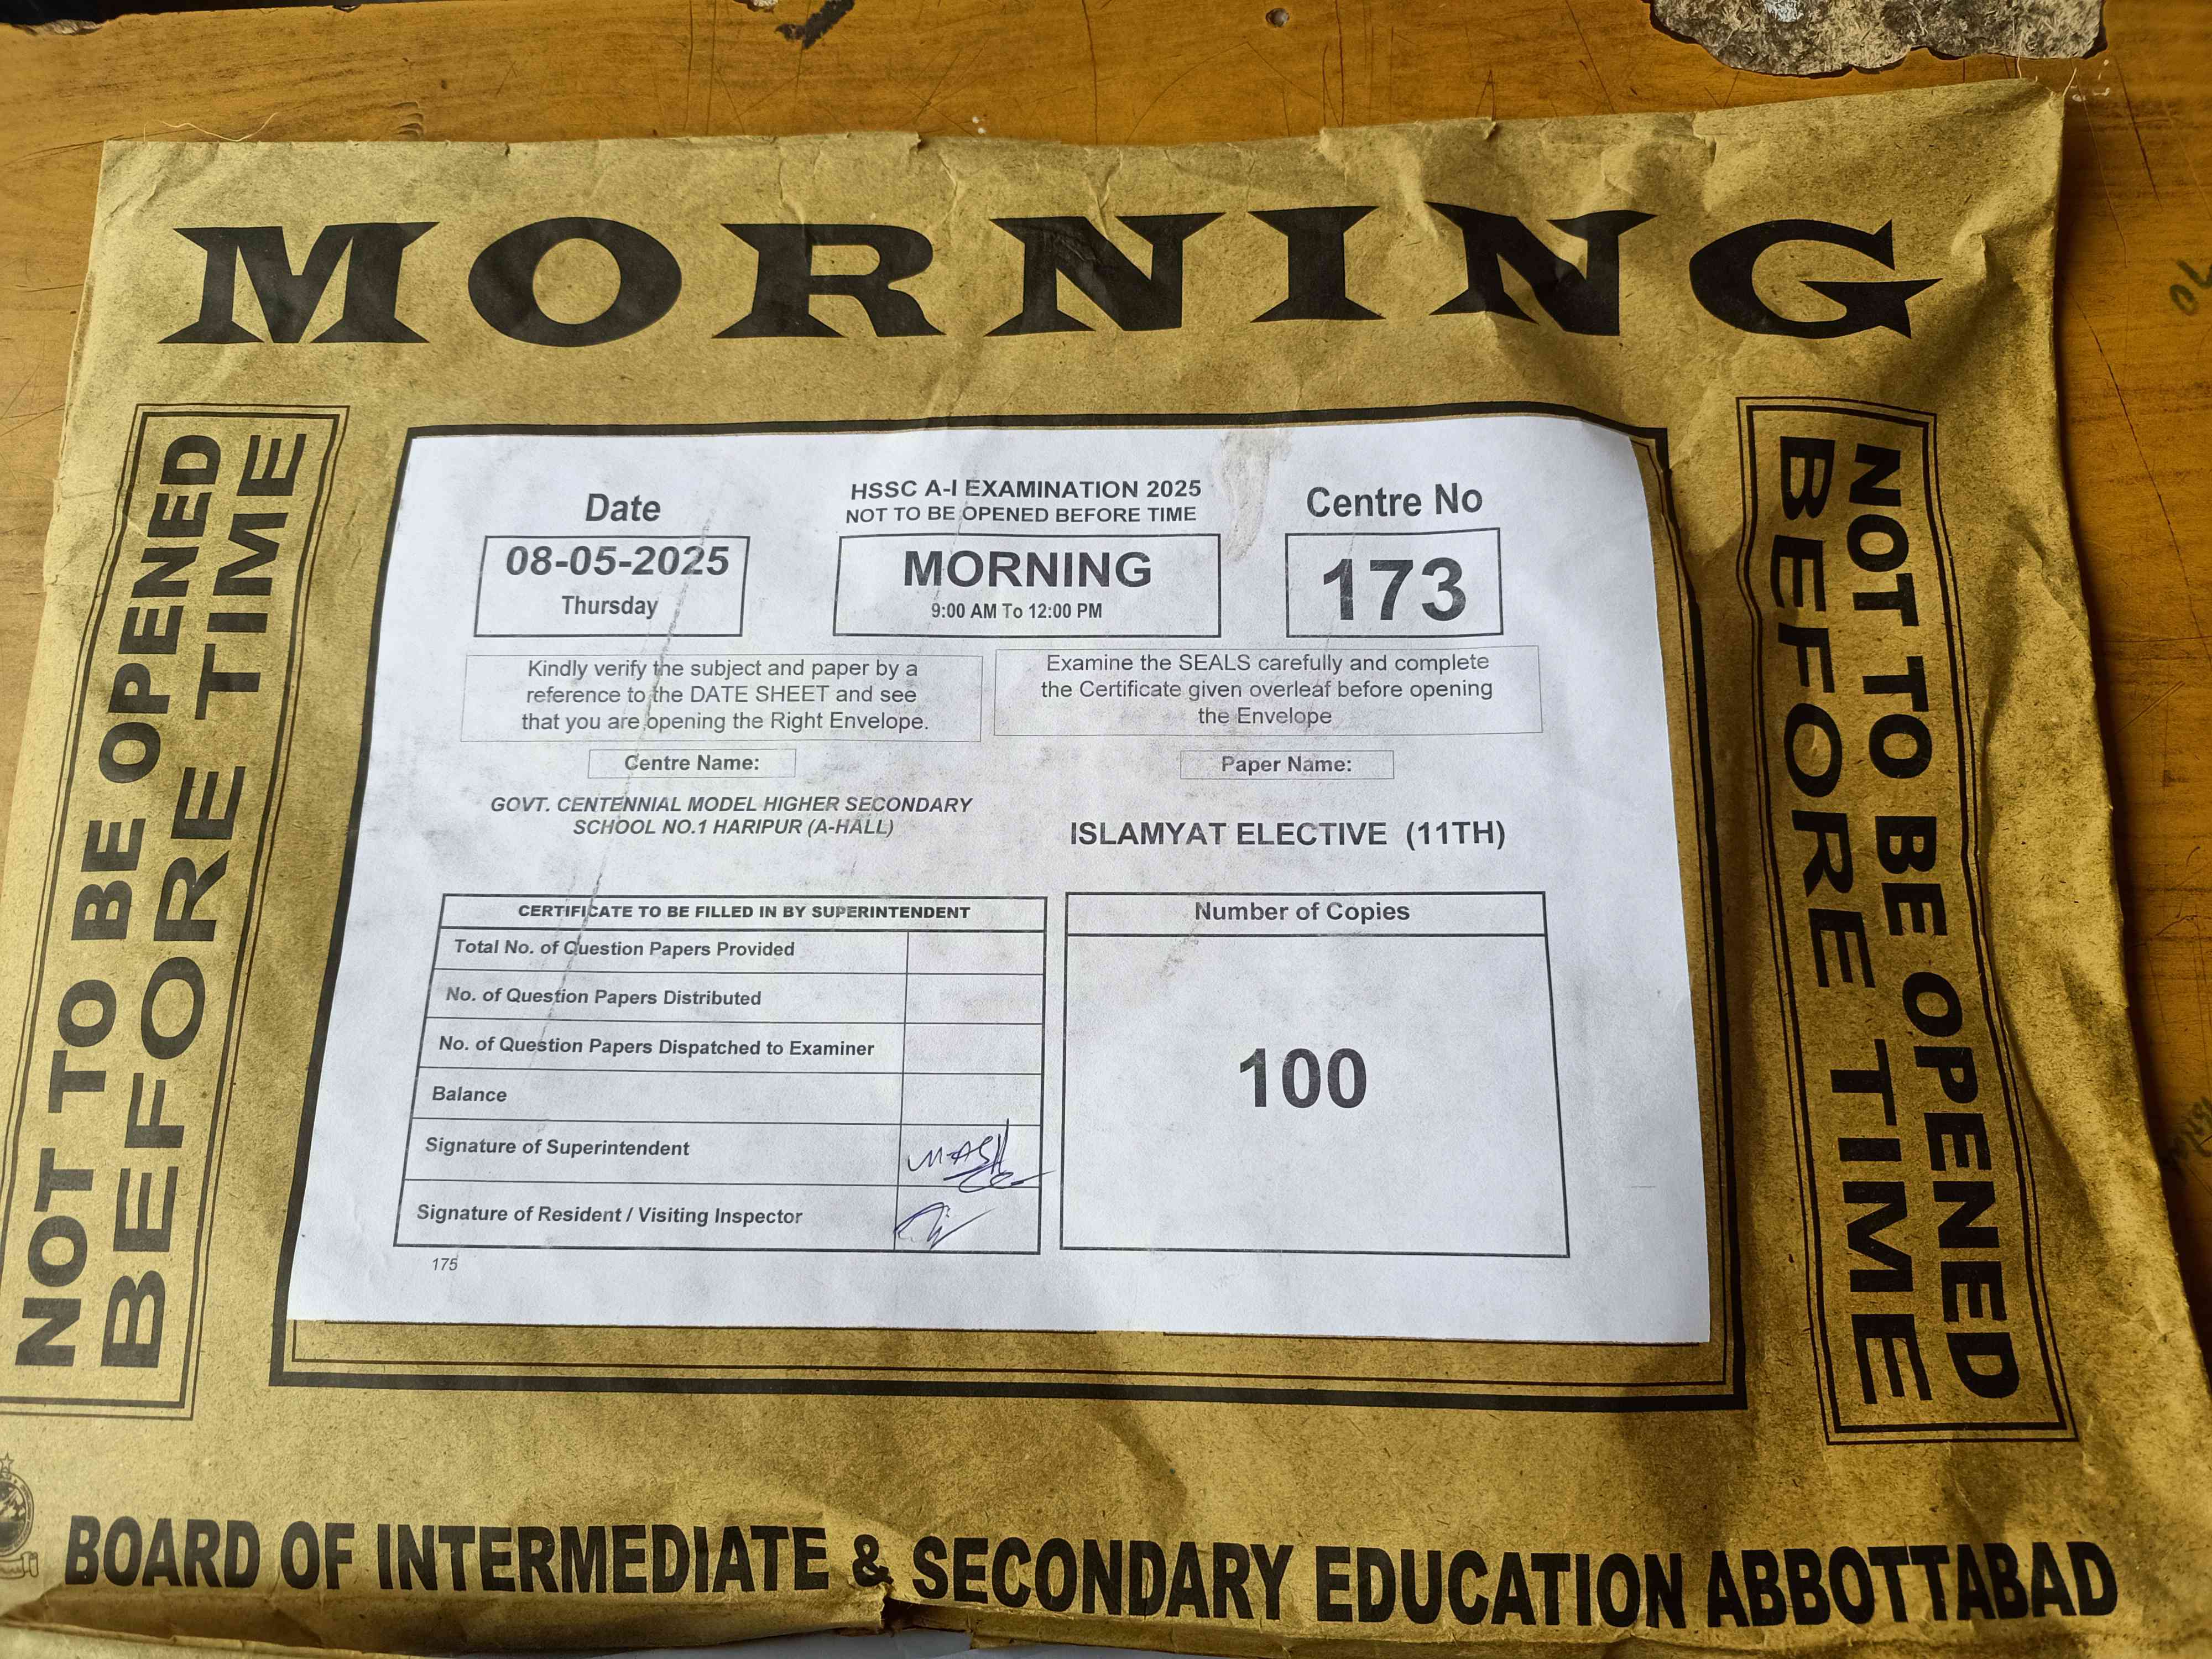 MORNING
NOT TO BE OPENED
BEFORE TIME
Date
08-05-2025
Thursday
HSSC A-I EXAMINATION 2025
NOT TO BE OPENED BEFORE TIME
MORNING
9:00 AM To 12:00 PM
Centre No
173
Kindly verify the subject and paper by a
reference to the DATE SHEET and see
that you are opening the Right Envelope.
Examine the SEALS carefully and complete
the Certificate given overleaf before opening
the Envelope
Centre Name:
GOVT. CENTENNIAL MODEL HIGHER SECONDARY
SCHOOL NO.1 HARIPUR (A-HALL)
Paper Name:
ISLAMYAT ELECTIVE (11TH)
CERTIFICATE TO BE FILLED IN BY SUPERINTENDENT
Total No. of Question Papers Provided
No. of Question Papers Distributed
No. of Question Papers Dispatched to Examiner
Balance
Signature of Superintendent
Signature of Resident / Visiting Inspector
175
Number of Copies
100
NOT TO BE OPENED
BEFORE TIME
BOARD OF INTERMEDIATE & SECONDARY EDUCATION ABBOTTABAD